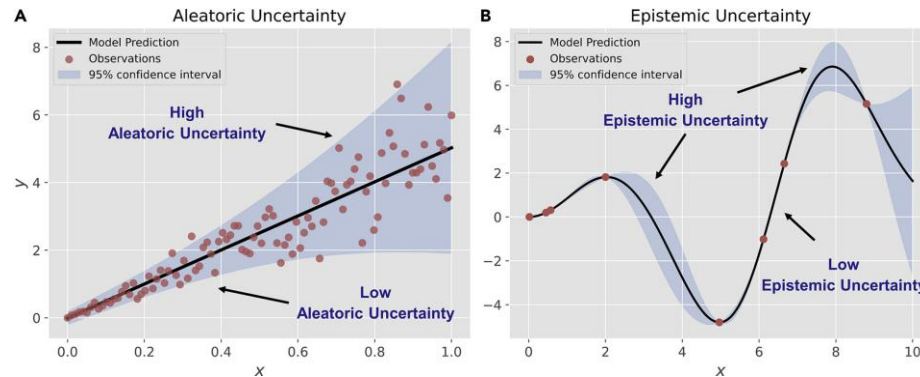 A
Aleatoric Uncertainty
Model Prediction
Observations
95% confidence interval
High
Aleatoric Uncertainty
Low
Aleatoric Uncertainty
y
8
6
4
2
0
0.0 0.2 0.4 0.6 0.8 1.0
x
B
Epistemic Uncertainty
Model Prediction
Observations
95% confidence interval
High
Epistemic Uncertainty
Low
Epistemic Uncertainty
8
6
4
2
0
−2
−4
0 2 4 6 8 10
x